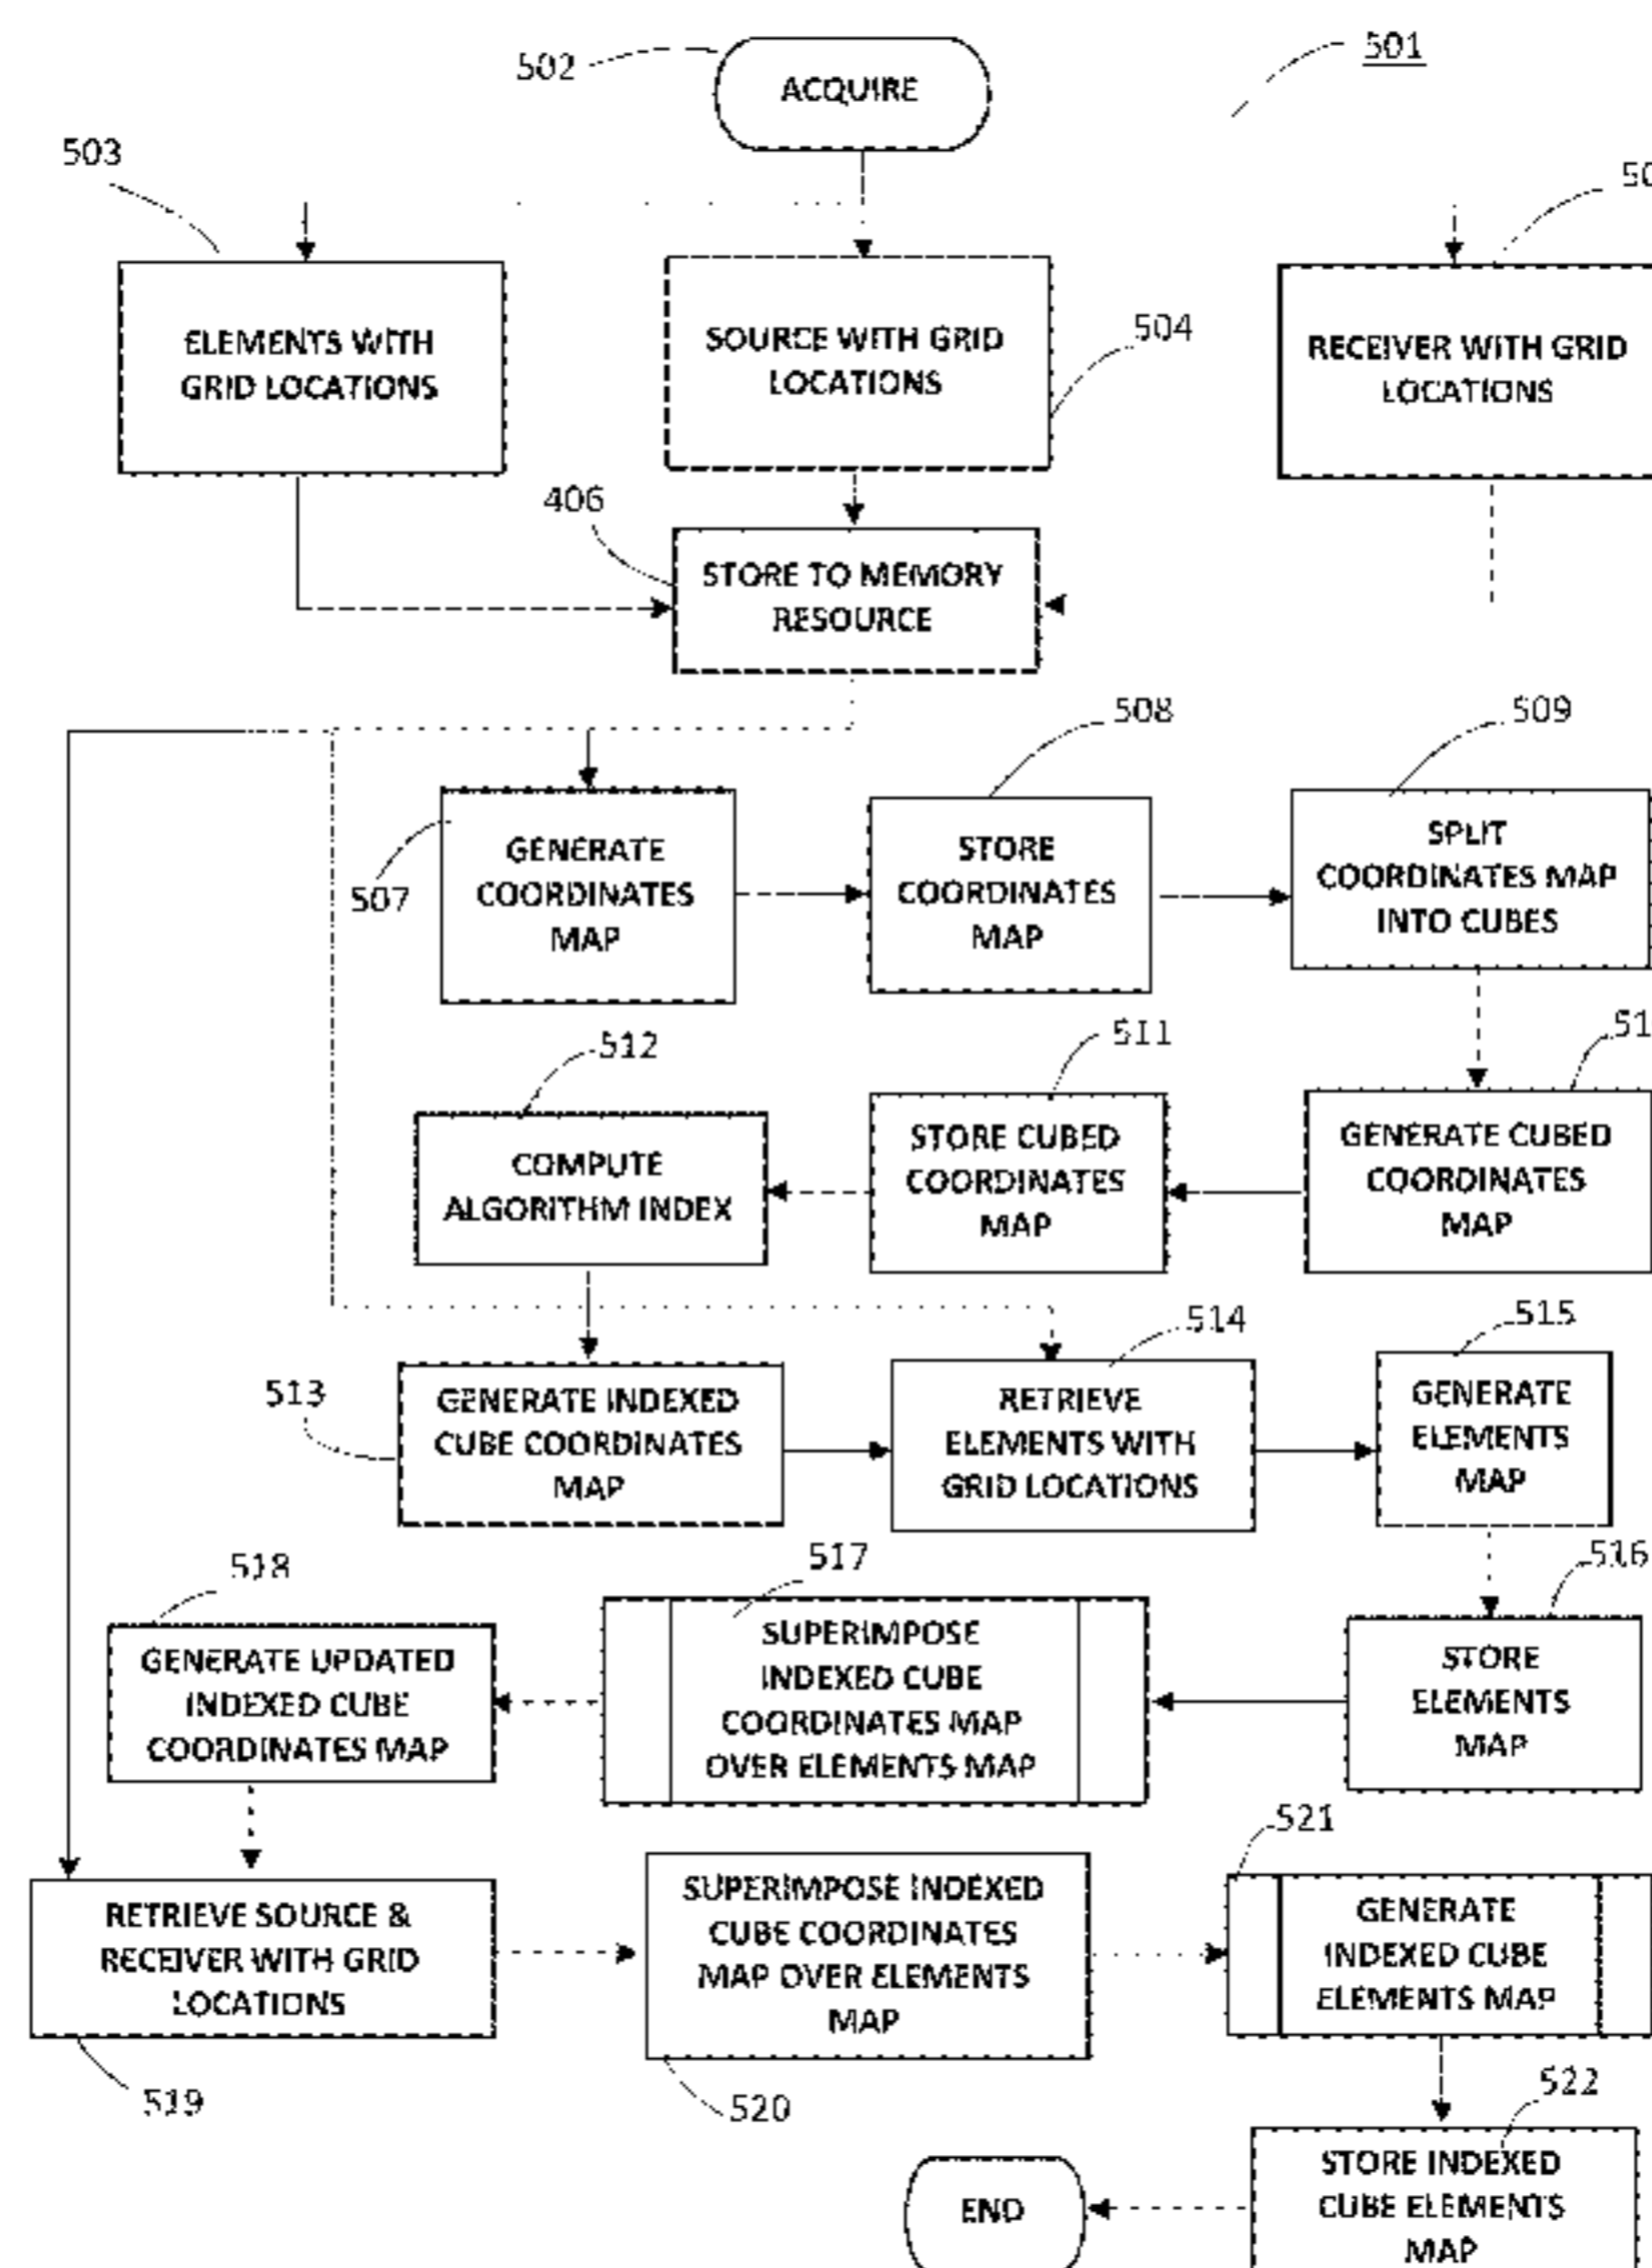 501
502
ACQUIRE
503
50
ELEMENTS WITH
GRID LOCATIONS
SOURCE WITH GRID
LOCATIONS
504
RECEIVER WITH GRID
LOCATIONS
406
STORE TO MEMORY
RESOURCE
508
509
GENERATE
COORDINATES
MAP
507
STORE
COORDINATES
MAP
SPLIT
COORDINATES MAP
INTO CUBES
512
511
51
COMPUTE
ALGORITHM INDEX
STORE CUBED
COORDINATES
MAP
GENERATE CUBED
COORDINATES
MAP
514
515
513
GENERATE INDEXED
CUBE COORDINATES
MAP
RETRIEVE
ELEMENTS WITH
GRID LOCATIONS
GENERATE
ELEMENTS
MAP
518
517
516
GENERATE UPDATED
INDEXED CUBE
COORDINATES MAP
SUPERIMPOSE
INDEXED CUBE
COORDINATES MAP
OVER ELEMENTS MAP
STORE
ELEMENTS
MAP
521
RETRIEVE SOURCE &
RECEIVER WITH GRID
LOCATIONS
SUPERIMPOSE INDEXED
CUBE COORDINATES
MAP OVER ELEMENTS
MAP
GENERATE
INDEXED CUBE
ELEMENTS MAP
519
520
522
END
STORE INDEXED
CUBE ELEMENTS
MAP